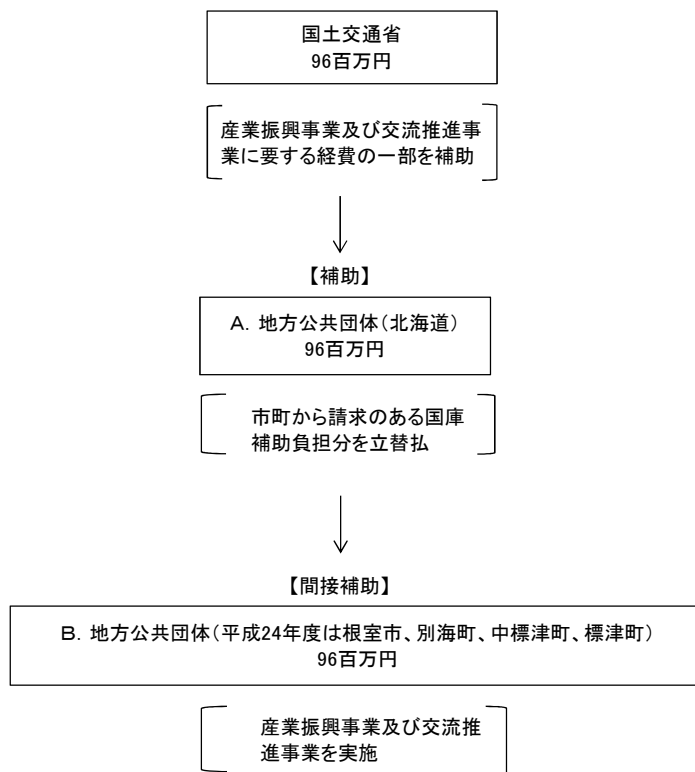 国土交通省
96百万円
産業振興事業及び交流推進事
業に要する経費の一部を補助
【補助】
A．地方公共団体（北海道）
96百万円
市町から請求のある国庫
補助負担分を立替払
【間接補助】
B．地方公共団体（平成24年度は根室市、別海町、中標津町、標津町）
96百万円
産業振興事業及び交流推
進事業を実施